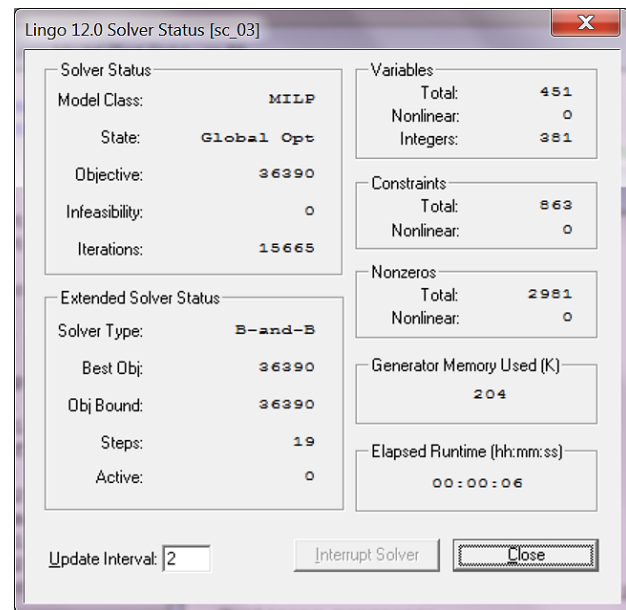 Lingo 12.0 Solver Status [sc_03]
Solver Status
Model Class: MILP
State: Global Opt
Objective: 36390
Infeasibility: 0
Iterations: 15665
Extended Solver Status
Solver Type: B-and-B
Best Obj: 36390
Obj Bound: 36390
Steps: 19
Active: 0
Update Interval: 2
Variables
Total: 451
Nonlinear: 0
Integers: 381
Constraints
Total: 863
Nonlinear: 0
Nonzeros
Total: 2981
Nonlinear: 0
Generator Memory Used (K)
204
Elapsed Runtime (hh:mm:ss)
00:00:06
Interrupt Solver
Close